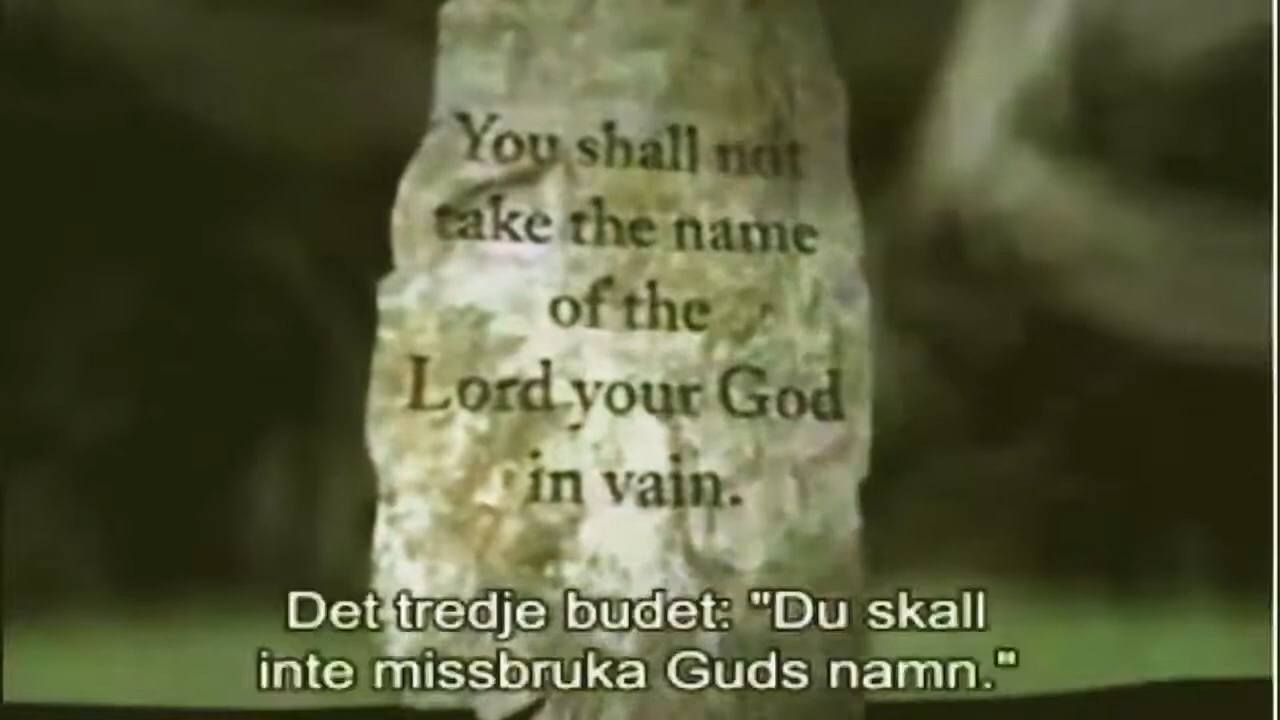 You shall not
take the name
of the
Lord your God
in vain.
Det tredje budet: "Du skall
inte missbruka Guds namn."